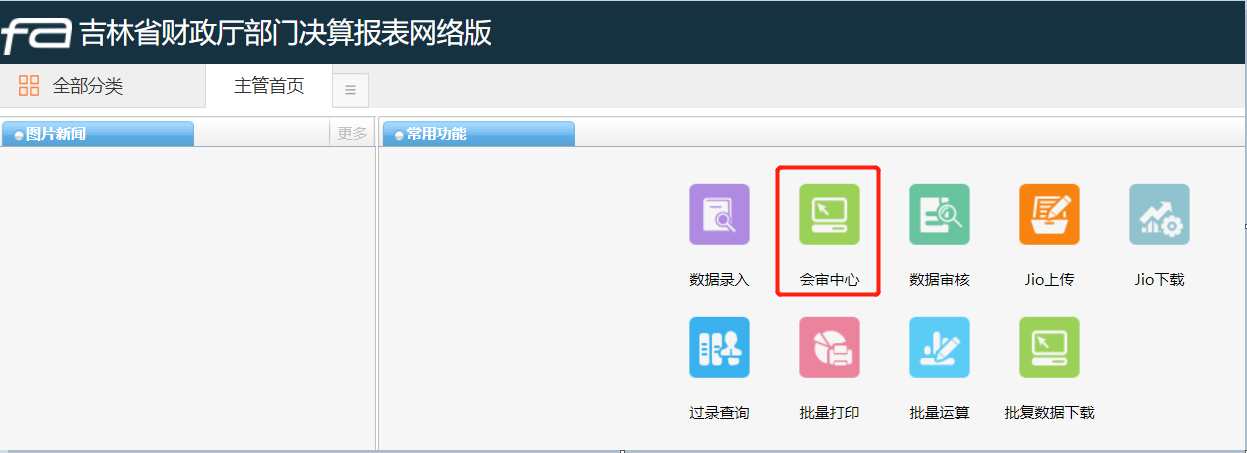 fa 吉林省财政厅部门决算报表网络版
全部分类 主管首页
图片新闻 更多 常用功能
数据录入 会审中心 数据审核 Jio上传 Jio下载
过录查询 批量打印 批量运算 批复数据下载